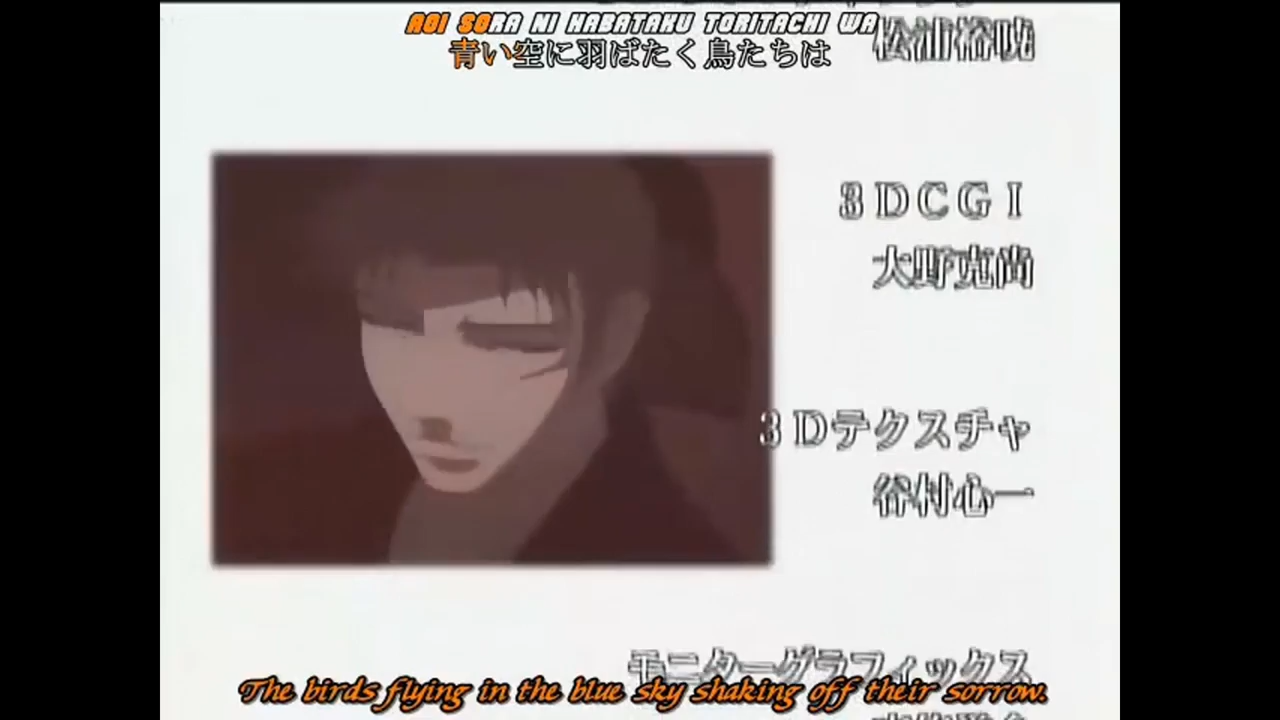 AOI SORA NI HABATAKU TORITACHI WA
青い空に羽ばたく鳥たちは
松浦裕暁
3DCGI
大野克尚
3Dテクスチャ
谷村心一
モニターグラフィックス
The birds flying in the blue sky shaking off their sorrow.